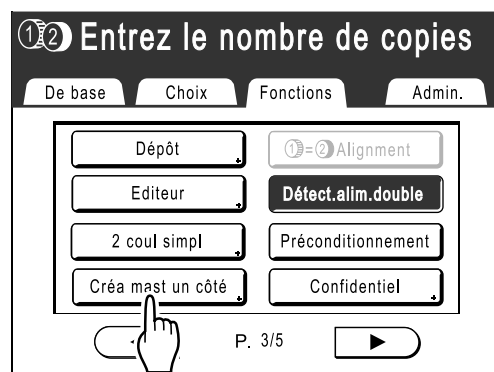 ①② Entrez le nombre de copies
De base Choix Fonctions Admin.
Dépôt ①=② Alignment
Editeur Détect.alim.double
2 coul simpl Préconditionnement
Créa mast un côté Confidentiel
P. 3/5